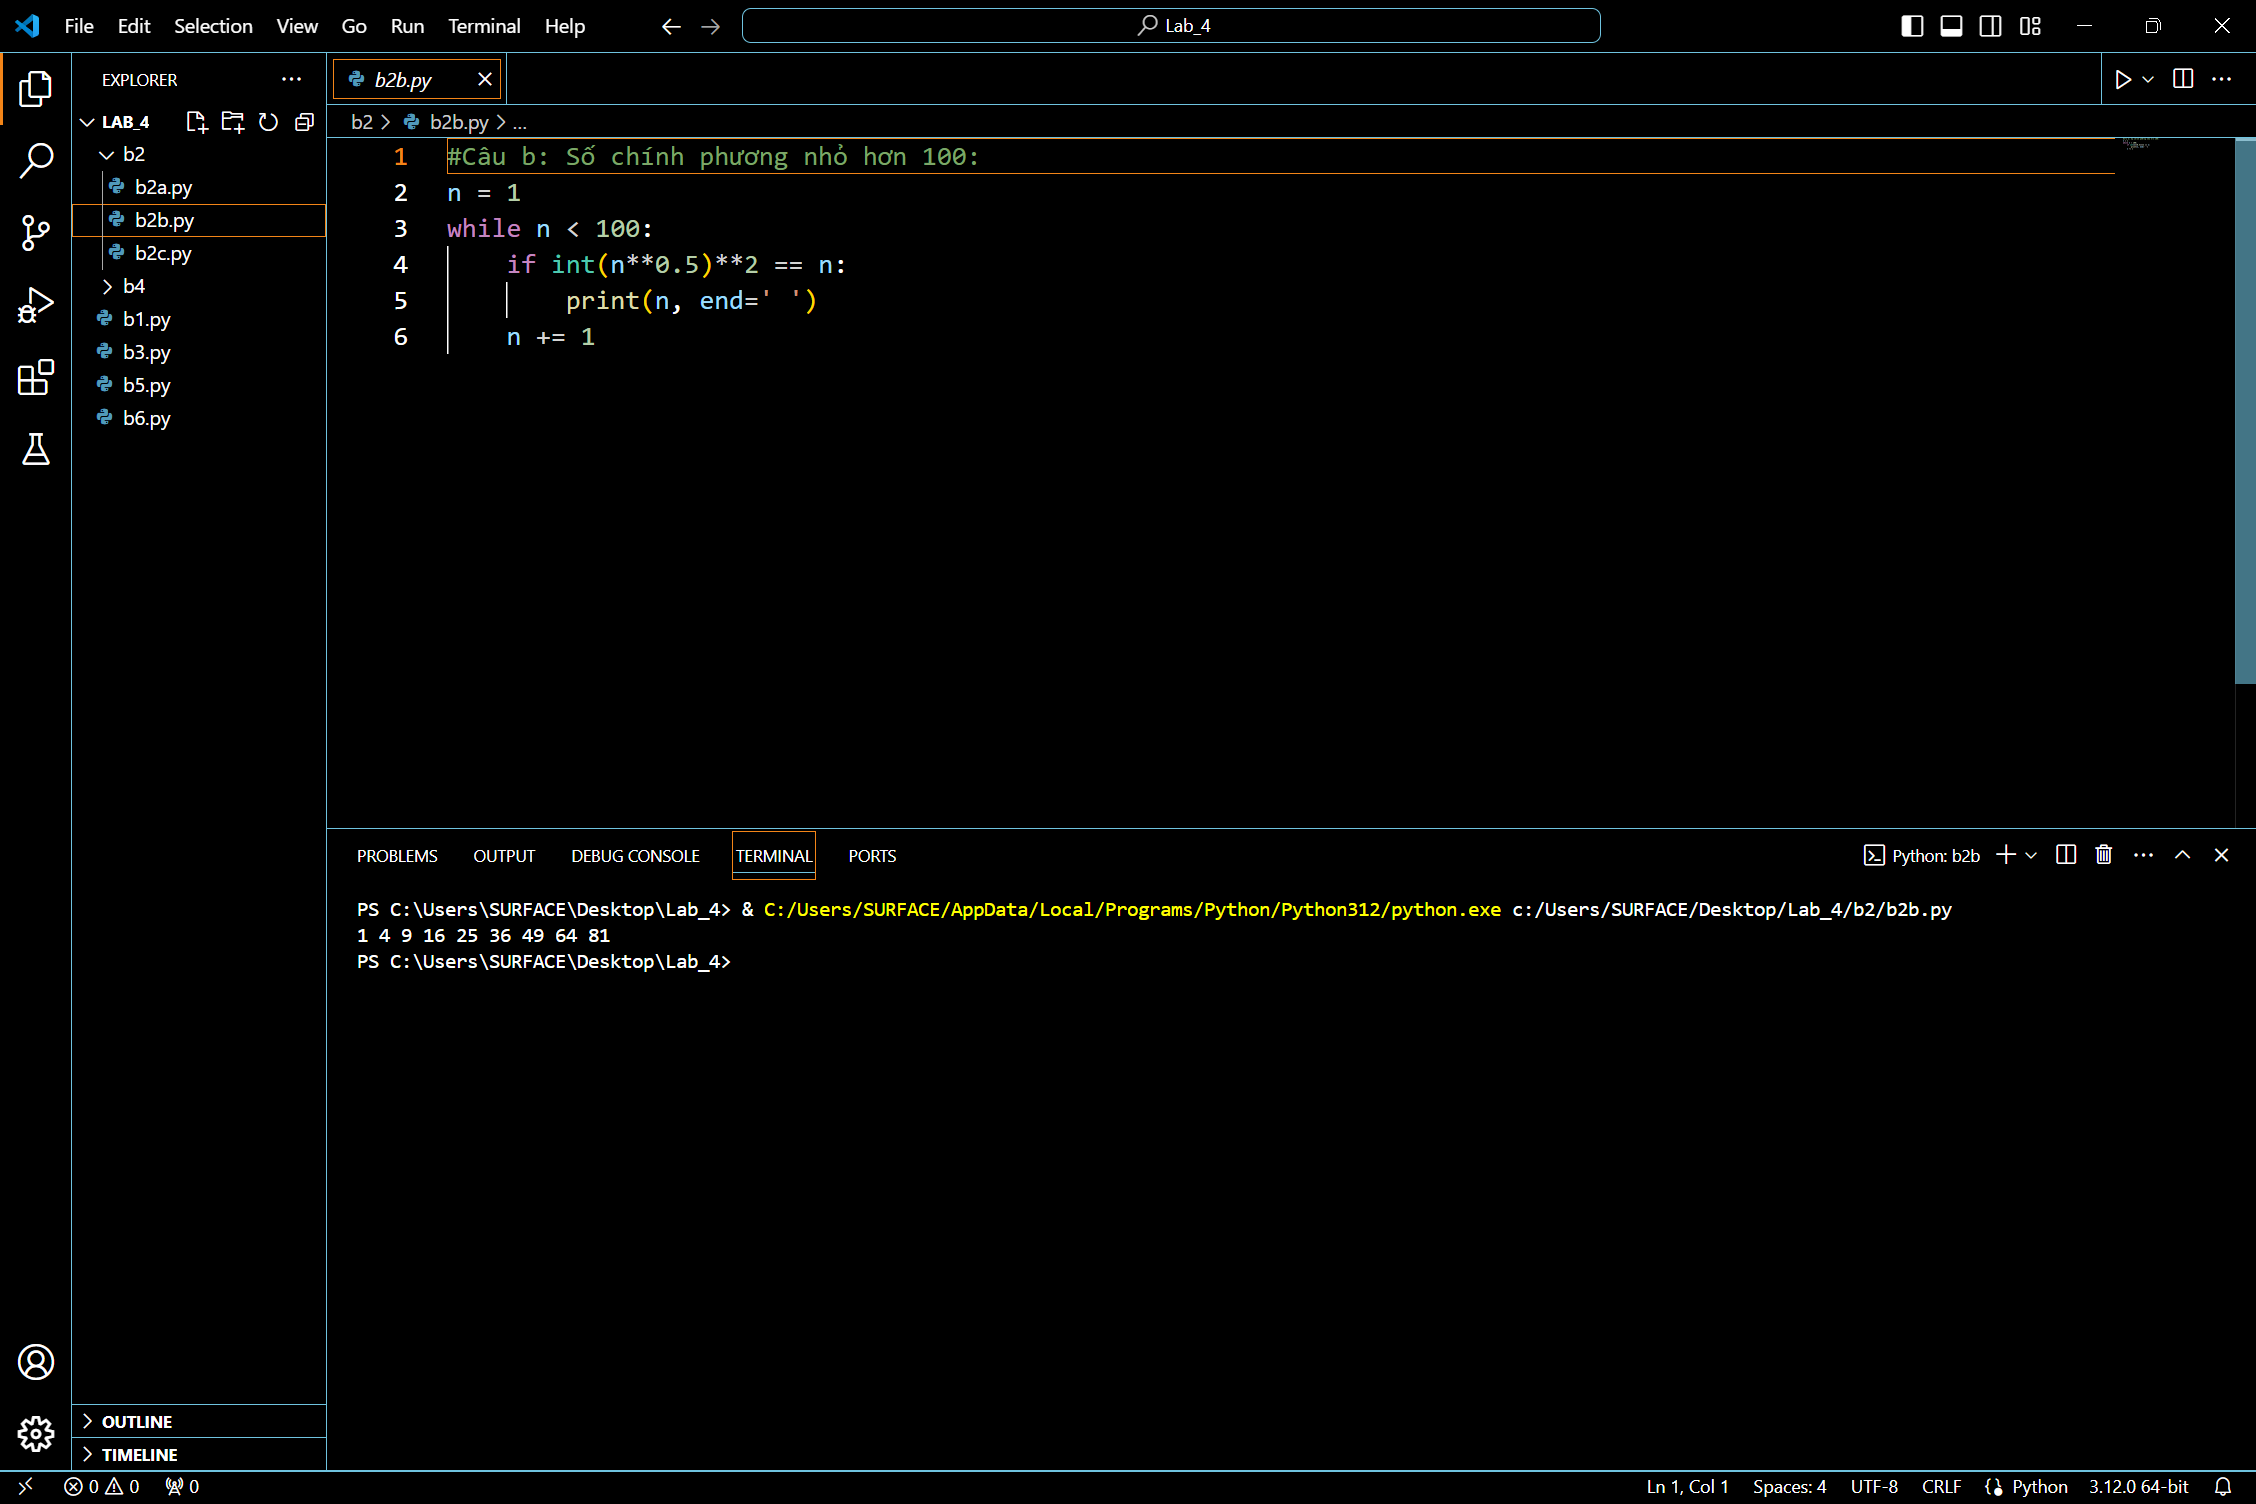 File Edit Selection View Go Run Terminal Help
Lab_4
EXPLORER
LAB_4
b2
b2a.py
b2b.py
b2c.py
b4
b1.py
b3.py
b5.py
b6.py
OUTLINE
TIMELINE
b2b.py
b2 > b2b.py > ...
1 #Câu b: Số chính phương nhỏ hơn 100:
2 n = 1
3 while n < 100:
4     if int(n**0.5)**2 == n:
5         print(n, end=' ')
6     n += 1
PROBLEMS OUTPUT DEBUG CONSOLE TERMINAL PORTS
Python: b2b
PS C:\Users\SURFACE\Desktop\Lab_4> & C:/Users/SURFACE/AppData/Local/Programs/Python/Python312/python.exe c:/Users/SURFACE/Desktop/Lab_4/b2/b2b.py
1 4 9 16 25 36 49 64 81
PS C:\Users\SURFACE\Desktop\Lab_4>
0 0 0 Ln 1, Col 1 Spaces: 4 UTF-8 CRLF Python 3.12.0 64-bit